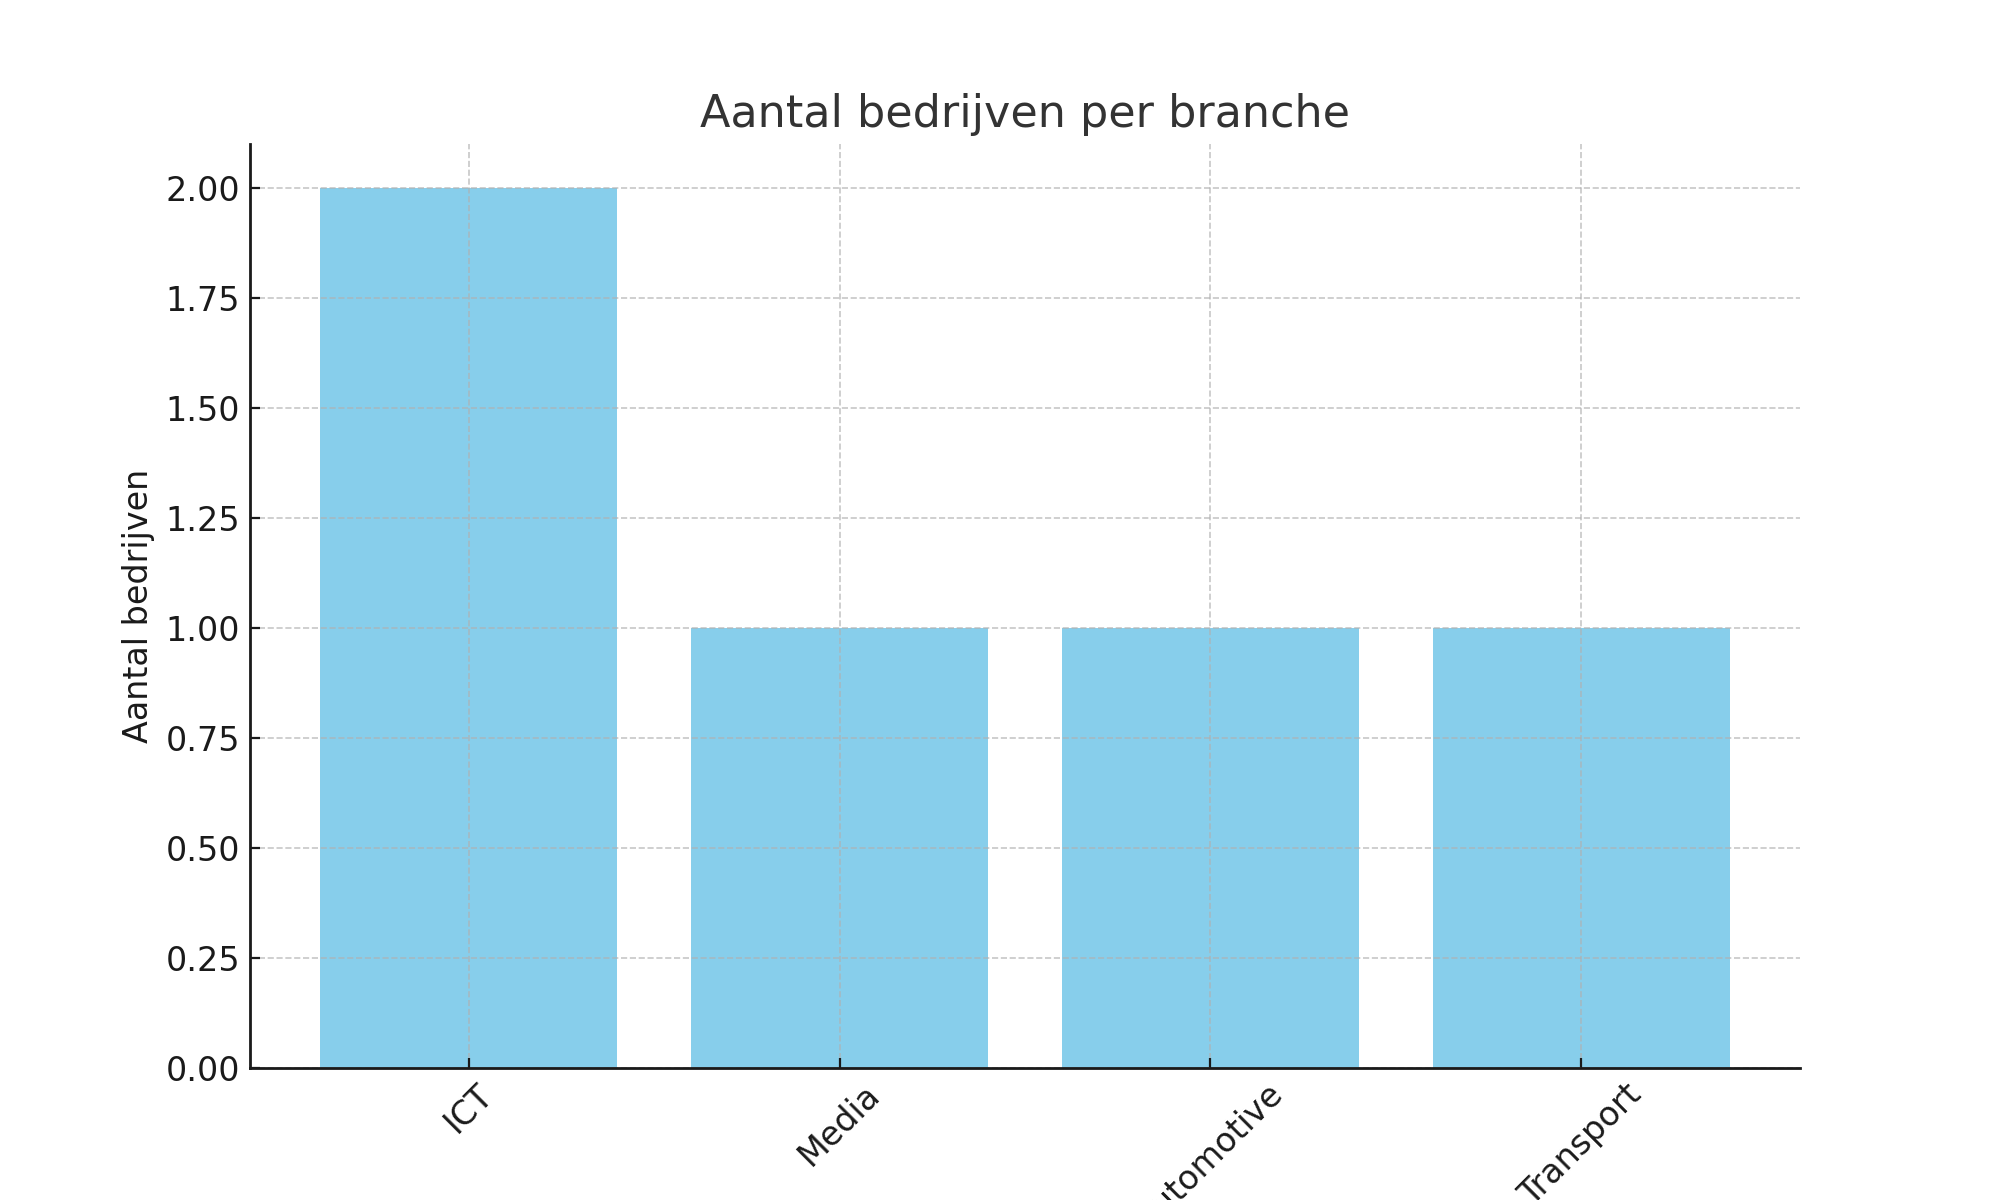 Aantal bedrijven per branche
Aantal bedrijven
2.00
1.75
1.50
1.25
1.00
0.75
0.50
0.25
0.00
ICT
Media
Transport